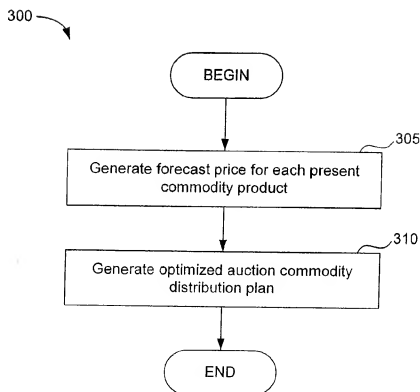 300
BEGIN
305
Generate forecast price for each present
commodity product
310
Generate optimized auction commodity
distribution plan
END